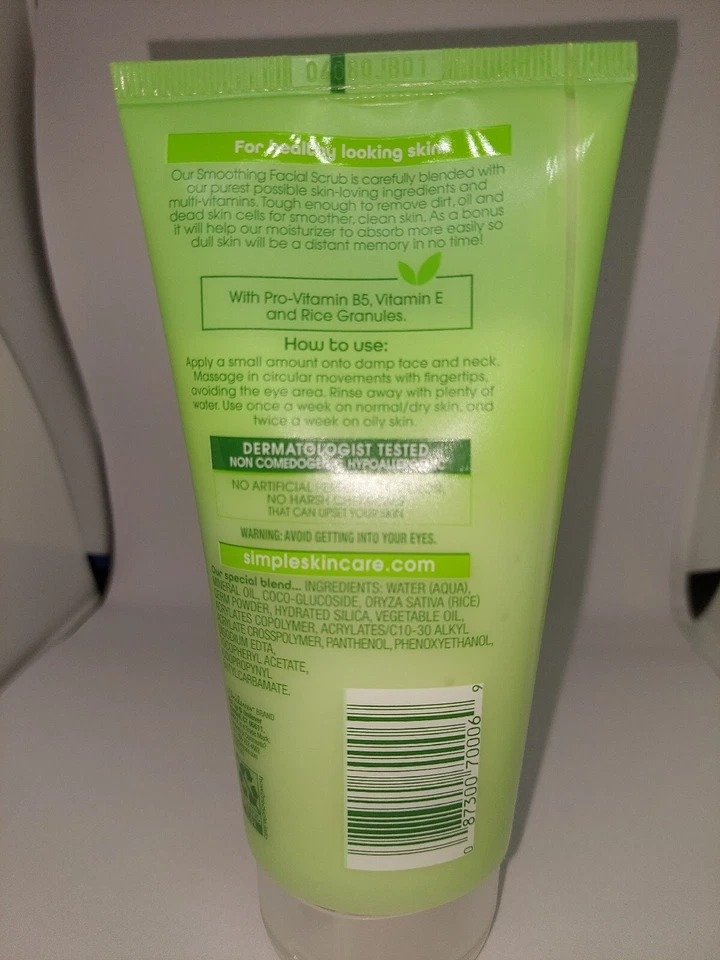 For healthy looking skin
Our Smoothing Facial Scrub is carefully blended with
our purest possible skin-loving ingredients and
multi-vitamins. Tough enough to remove dirt, oil and
dead skin cells for smoother, clean skin. As a bonus
it will help our moisturizer to absorb more easily so
dull skin will be a distant memory in no time!
With Pro-Vitamin B5, Vitamin E
and Rice Granules.
How to use:
Apply a small amount onto damp face and neck.
Massage in circular movements with fingertips,
avoiding the eye area. Rinse away with plenty of
water. Use once a week on normal/dry skin, and
twice a week on oily skin.
DERMATOLOGIST TESTED
NON COMEDOGENIC HYPOALLERGENIC
NO ARTIFICIAL
NO HARSH CHEMICALS
THAT CAN UPSET YOUR SKIN
WARNING: AVOID GETTING INTO YOUR EYES.
simpleskincare.com
Our special blend... INGREDIENTS: WATER (AQUA),
MINERAL OIL, COCO-GLUCOSIDE, ORYZA SATIVA (RICE)
GERM POWDER, HYDRATED SILICA, VEGETABLE OIL,
ACRYLATES COPOLYMER, ACRYLATES/C10-30 ALKYL
ACRYLATE CROSSPOLYMER, PANTHENOL, PHENOXYETHANOL,
DISODIUM EDTA,
TOCOPHERYL ACETATE,
IODOPROPYNYL
BUTYLCARBAMATE.
BRAND
0 87300 70006 9